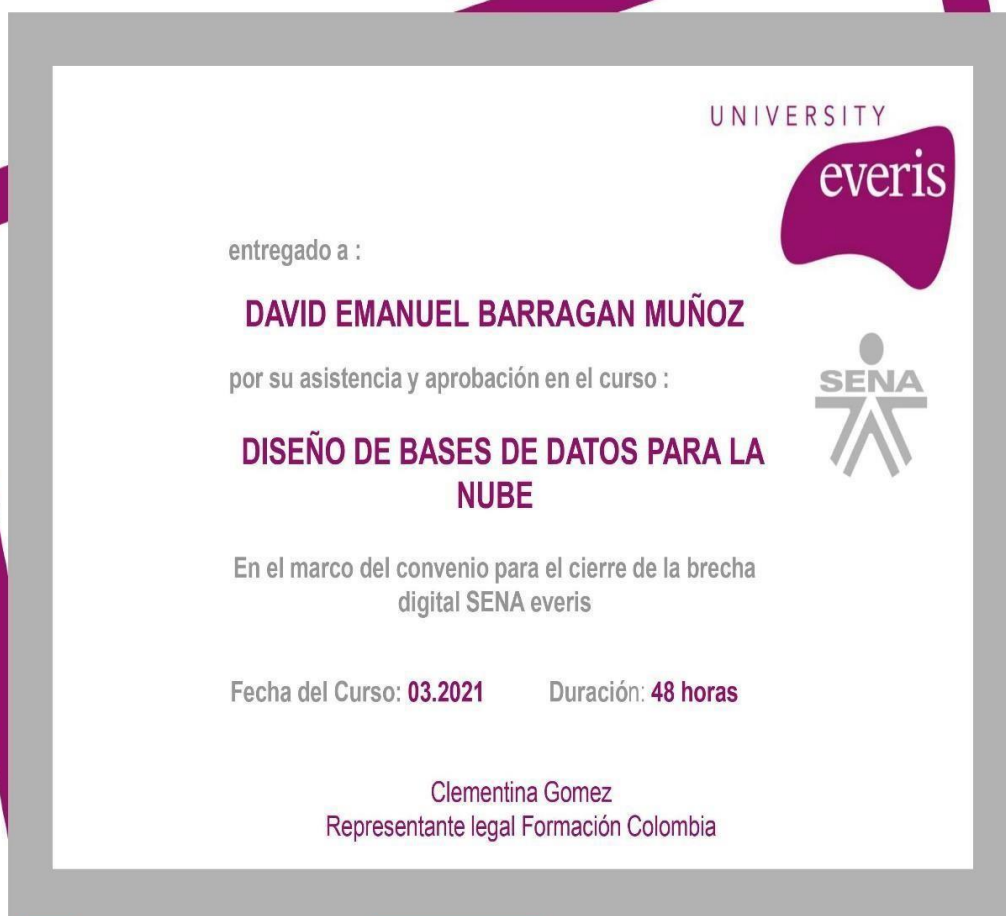 UNIVERSITY
everis
entregado a :
DAVID EMANUEL BARRAGAN MUÑOZ
por su asistencia y aprobación en el curso :
SENA
DISEÑO DE BASES DE DATOS PARA LA
NUBE
En el marco del convenio para el cierre de la brecha
digital SENA everis
Fecha del Curso: 03.2021 Duración: 48 horas
Clementina Gomez
Representante legal Formación Colombia